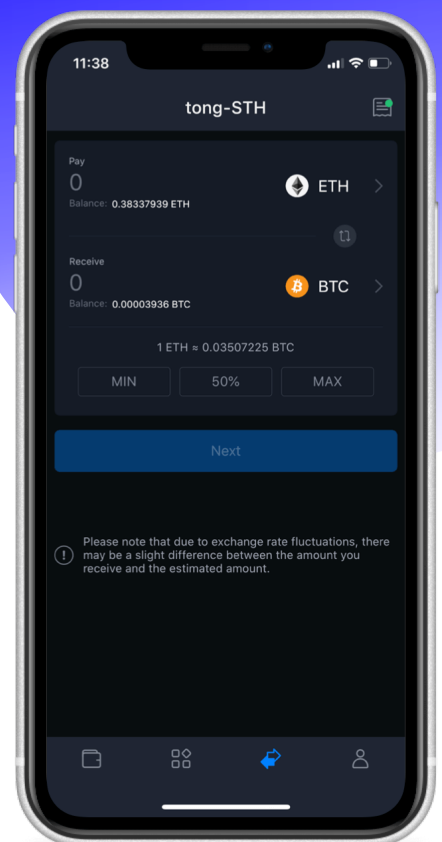 11:38
tong-STH
Pay
0
ETH
Balance: 0.38337939 ETH
Receive
0
BTC
Balance: 0.00003936 BTC
1 ETH ≈ 0.03507225 BTC
MIN
50%
MAX
Next
Please note that due to exchange rate fluctuations, there
may be a slight difference between the amount you
receive and the estimated amount.